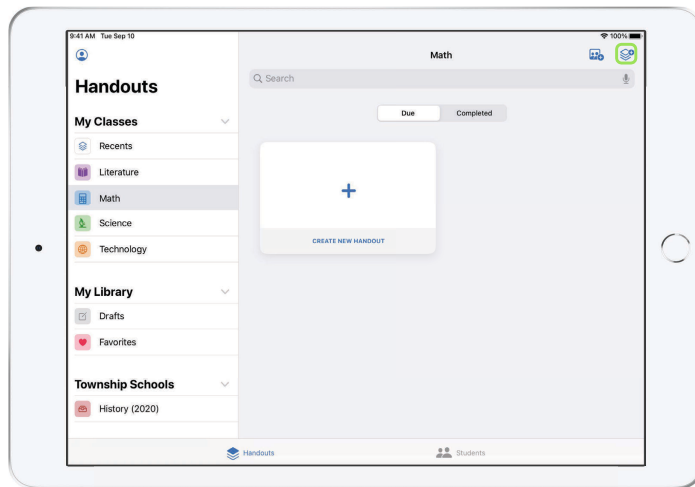 9:41 AM Tue Sep 10
100%
Math
Search
Handouts
Due
Completed
My Classes
Recents
Literature
Math
Science
Technology
CREATE NEW HANDOUT
My Library
Drafts
Favorites
Township Schools
History (2020)
Handouts
Students